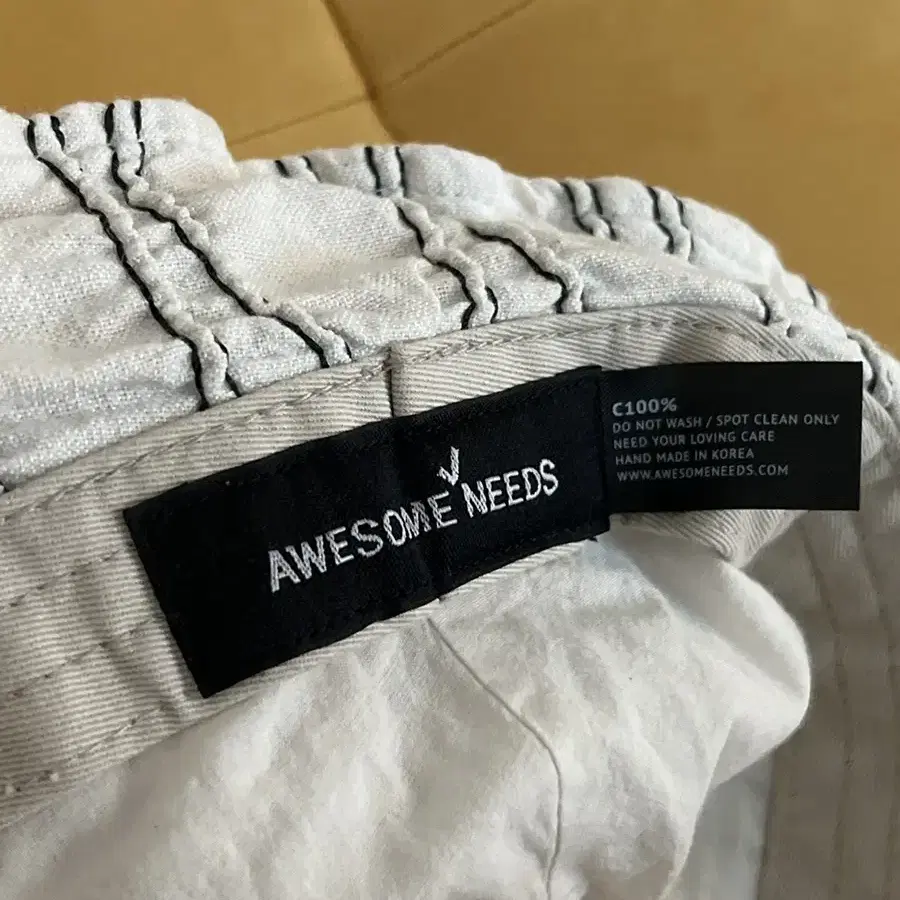 AWESOME NEEDS
C100%
DO NOT WASH / SPOT CLEAN ONLY
NEED YOUR LOVING CARE
HAND MADE IN KOREA
WWW.AWESOMENEEDS.COM